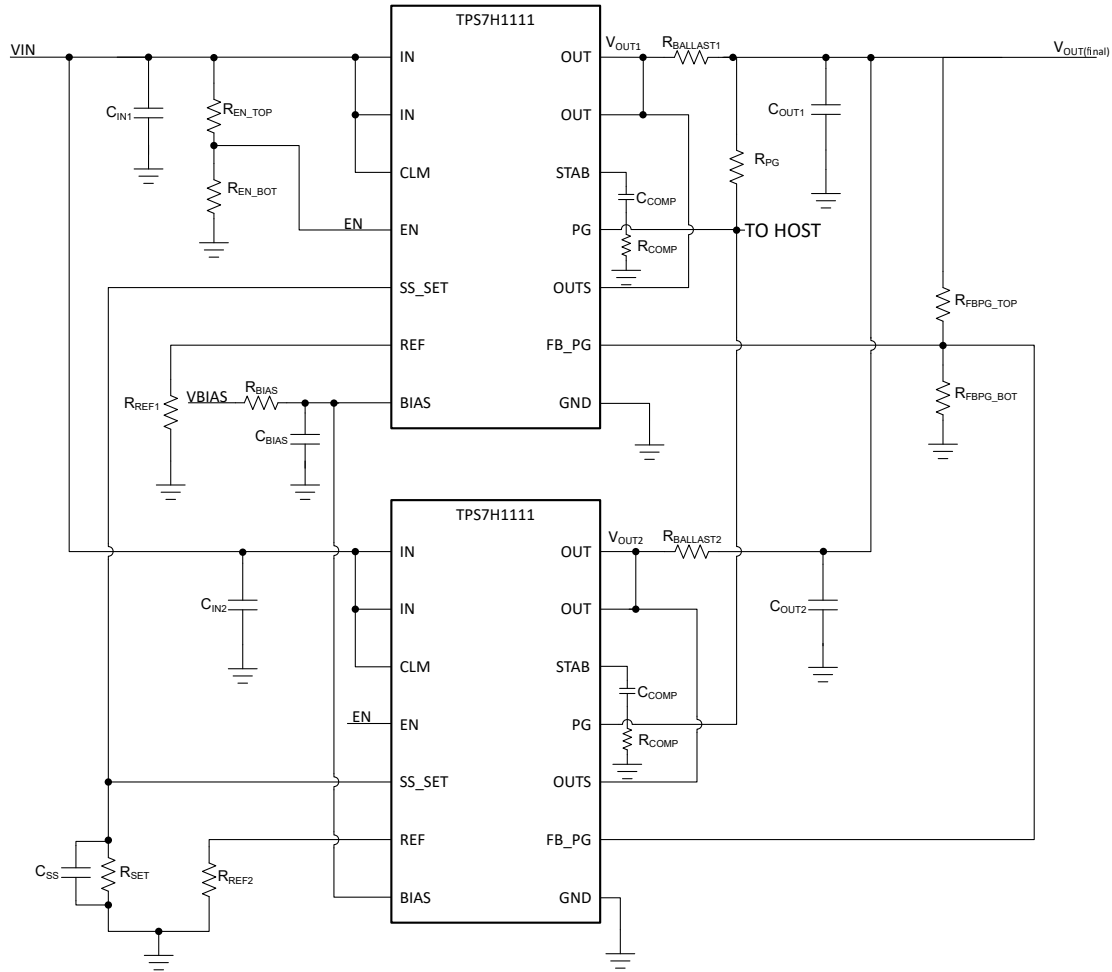 TPS7H1111
VIN
IN
OUT
VOUT1
RBALLAST1
VOUT(final)
CIN1
REN_TOP
IN
OUT
COUT1
RPG
REN_BOT
CLM
STAB
CCOMP
EN
EN
PG
RCOMP
TO HOST
SS_SET
OUTS
RFBPG_TOP
REF
FB_PG
RREF1
VBIAS
RBIAS
BIAS
GND
RFBPG_BOT
CBIAS
TPS7H1111
IN
OUT
VOUT2
RBALLAST2
CIN2
IN
OUT
COUT2
CLM
STAB
CCOMP
EN
EN
PG
RCOMP
SS_SET
OUTS
REF
FB_PG
CSS
RSET
RREF2
BIAS
GND